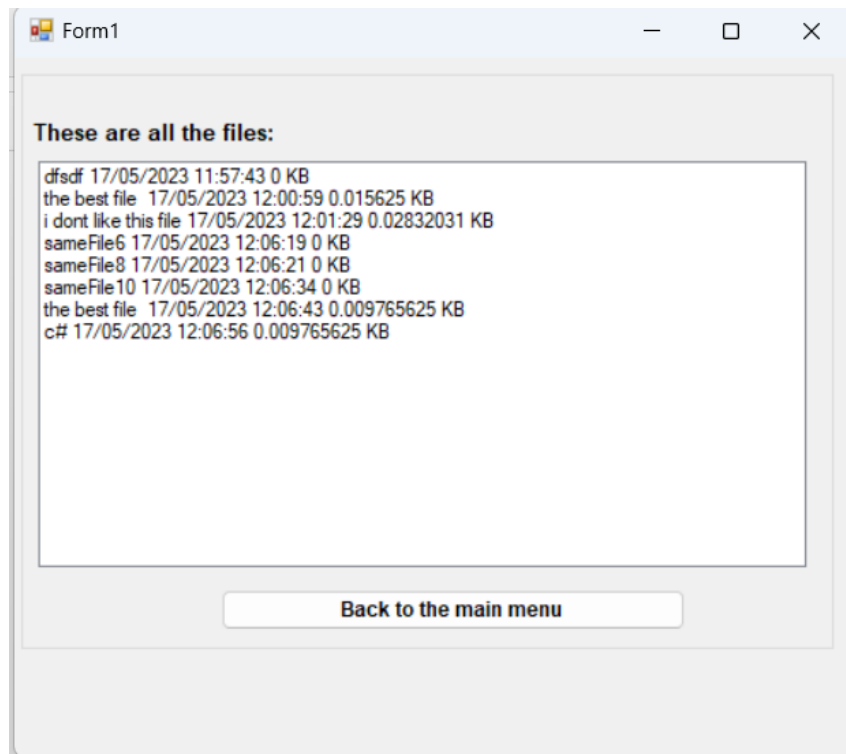 Form1
These are all the files:
dfsdf 17/05/2023 11:57:43 0 KB
the best file  17/05/2023 12:00:59 0.015625 KB
i dont like this file 17/05/2023 12:01:29 0.02832031 KB
sameFile6 17/05/2023 12:06:19 0 KB
sameFile8 17/05/2023 12:06:21 0 KB
sameFile10 17/05/2023 12:06:34 0 KB
the best file  17/05/2023 12:06:43 0.009765625 KB
c# 17/05/2023 12:06:56 0.009765625 KB
Back to the main menu